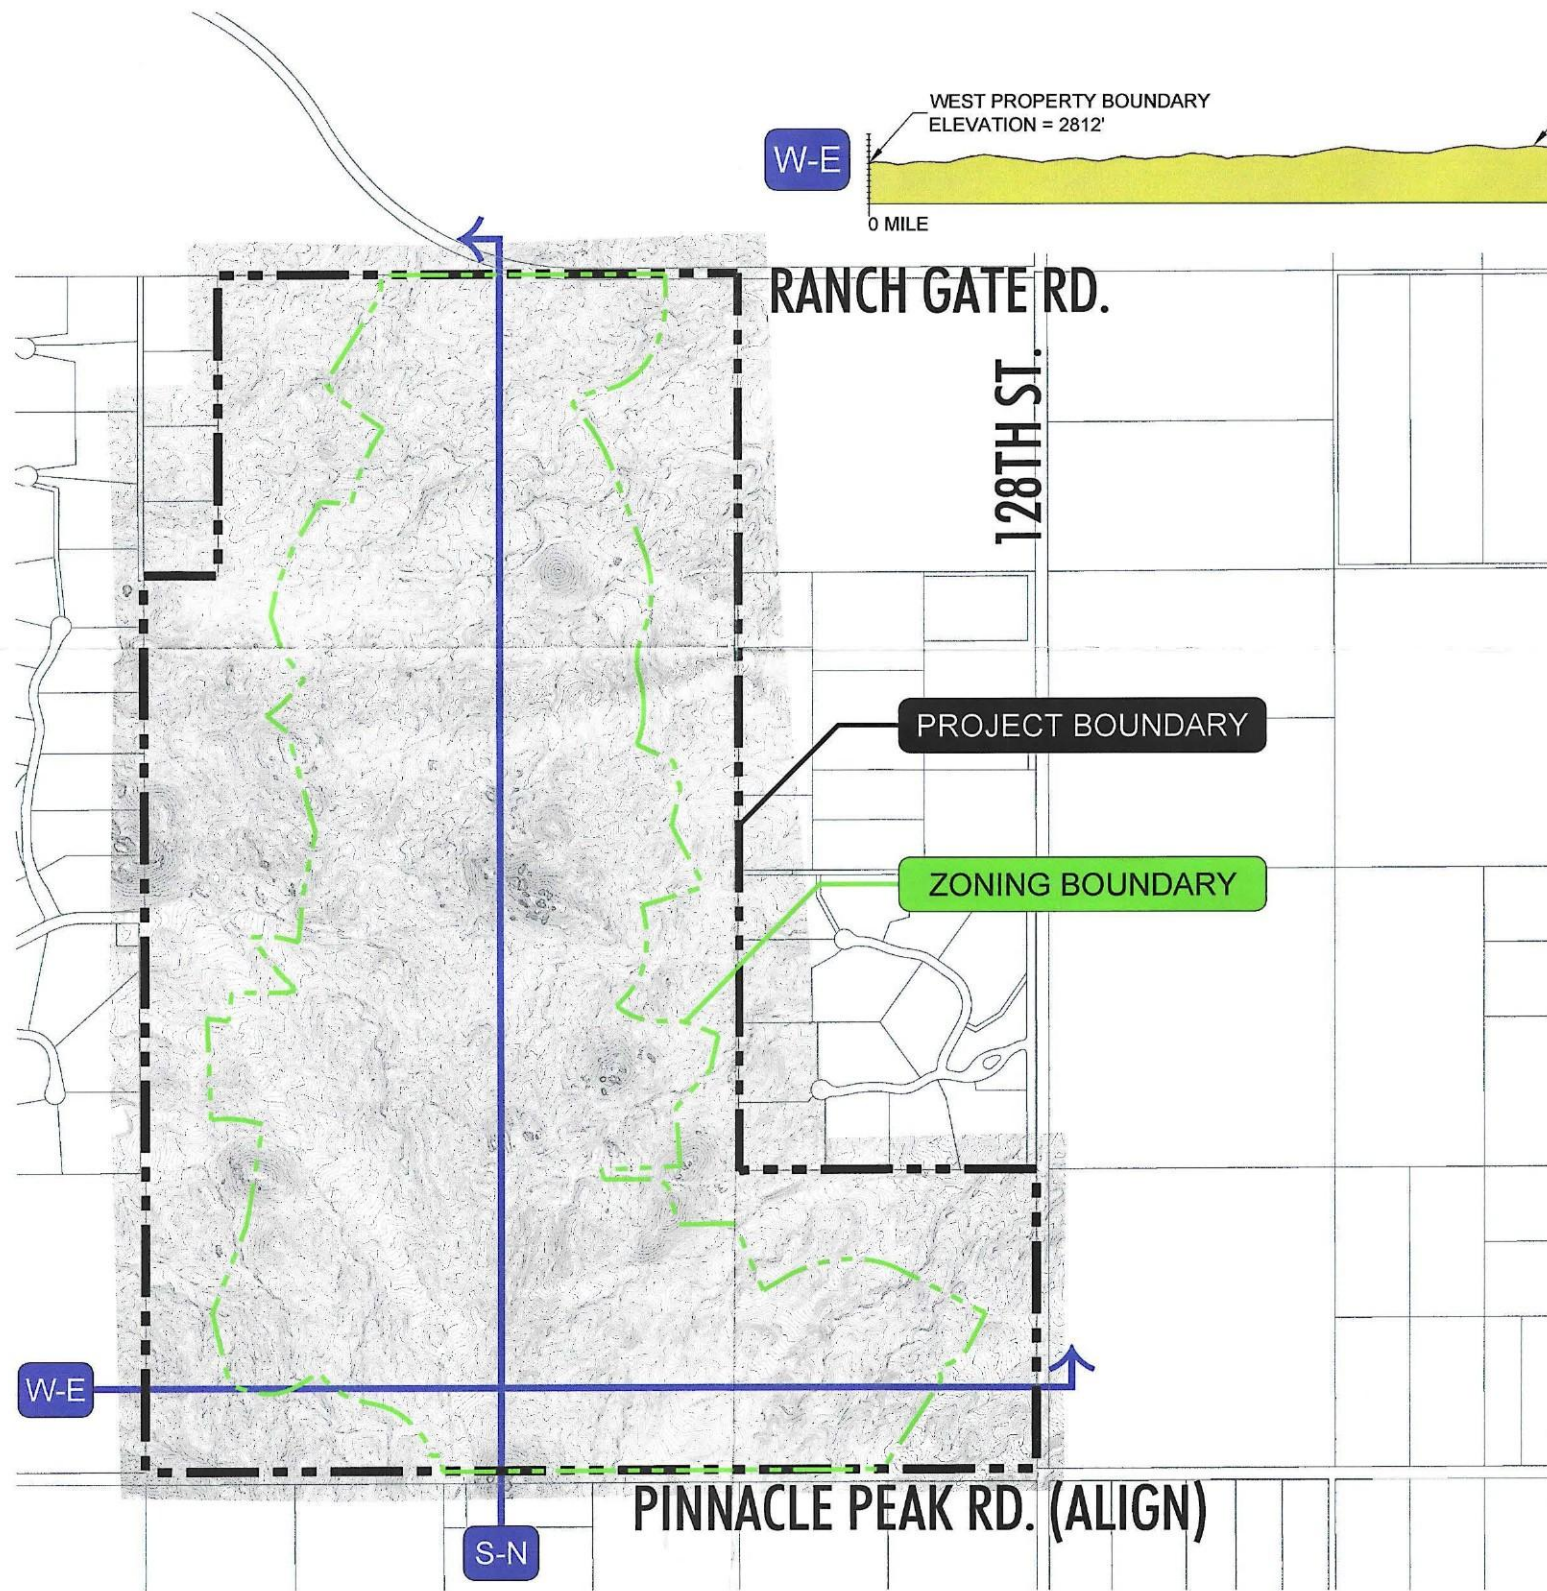 WEST PROPERTY BOUNDARY
ELEVATION = 2812'
W-E
0 MILE
RANCH GATE RD.
128TH ST.
PROJECT BOUNDARY
ZONING BOUNDARY
W-E
PINNACLE PEAK RD. (ALIGN)
S-N